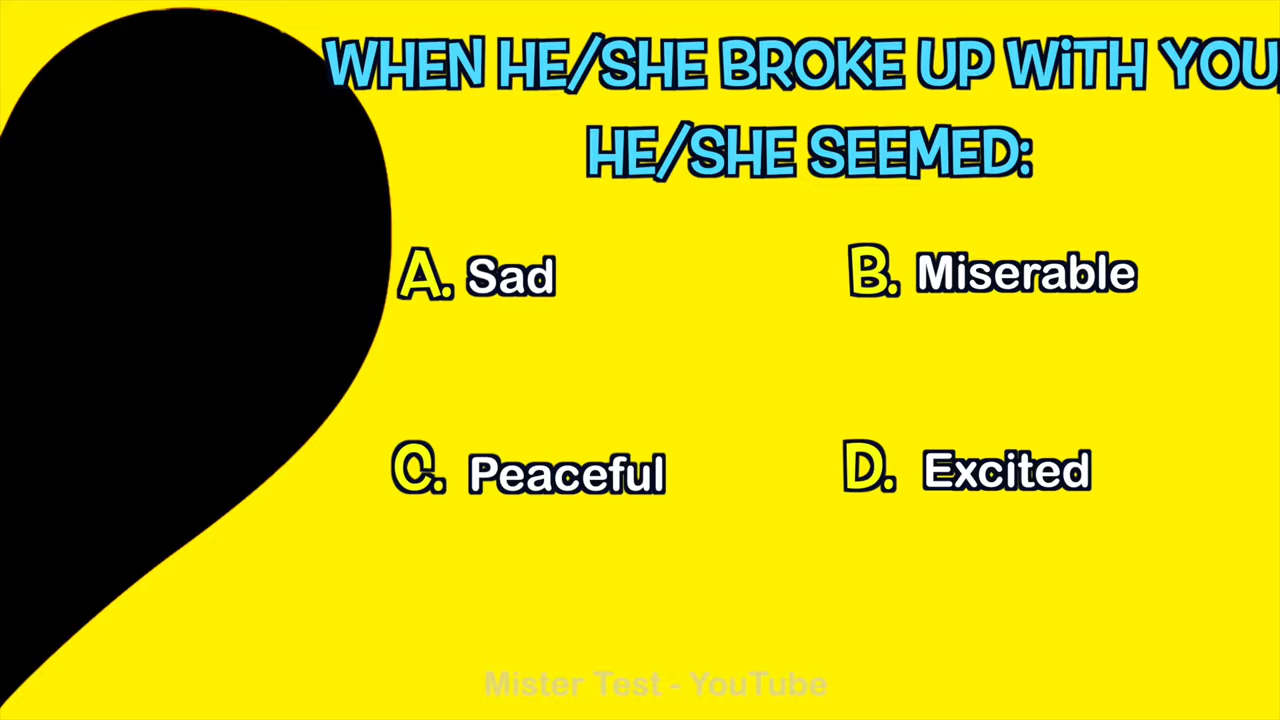 WHEN HE/SHE BROKE UP WiTH YOU,
HE/SHE SEEMED:
A. Sad
B. Miserable
C. Peaceful
D. Excited
Mister Test - YouTube